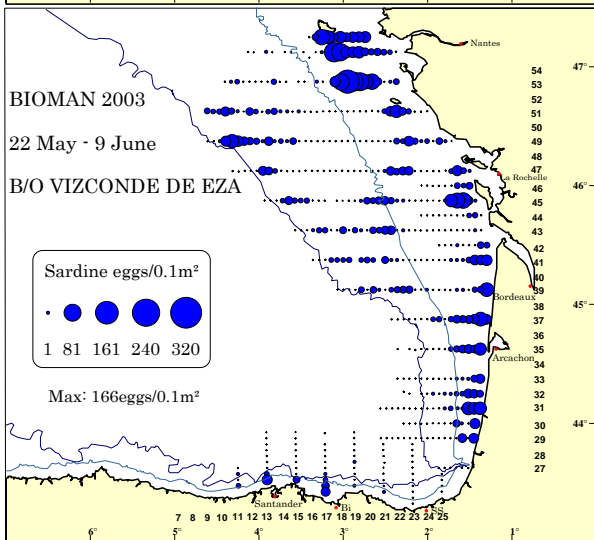 Nantes
47°
54
53
BIOMAN 2003
52
51
50
22 May - 9 June
49
48
47
La Rochelle
B/O VIZCONDE DE EZA
46
46°
45
44
43
42
41
Sardine eggs/0.1m²
40
39
Bordeaux
45°
38
37
1 81 161 240 320
36
35
Arcachon
34
Max: 166eggs/0.1m²
33
32
31
44°
30
29
28
27
Santander
Bi
SS
7 8 9 10 11 12 13 14 15 16 17 18 19 20 21 22 23 24 25
6° 5° 4° 3° 2° 1°